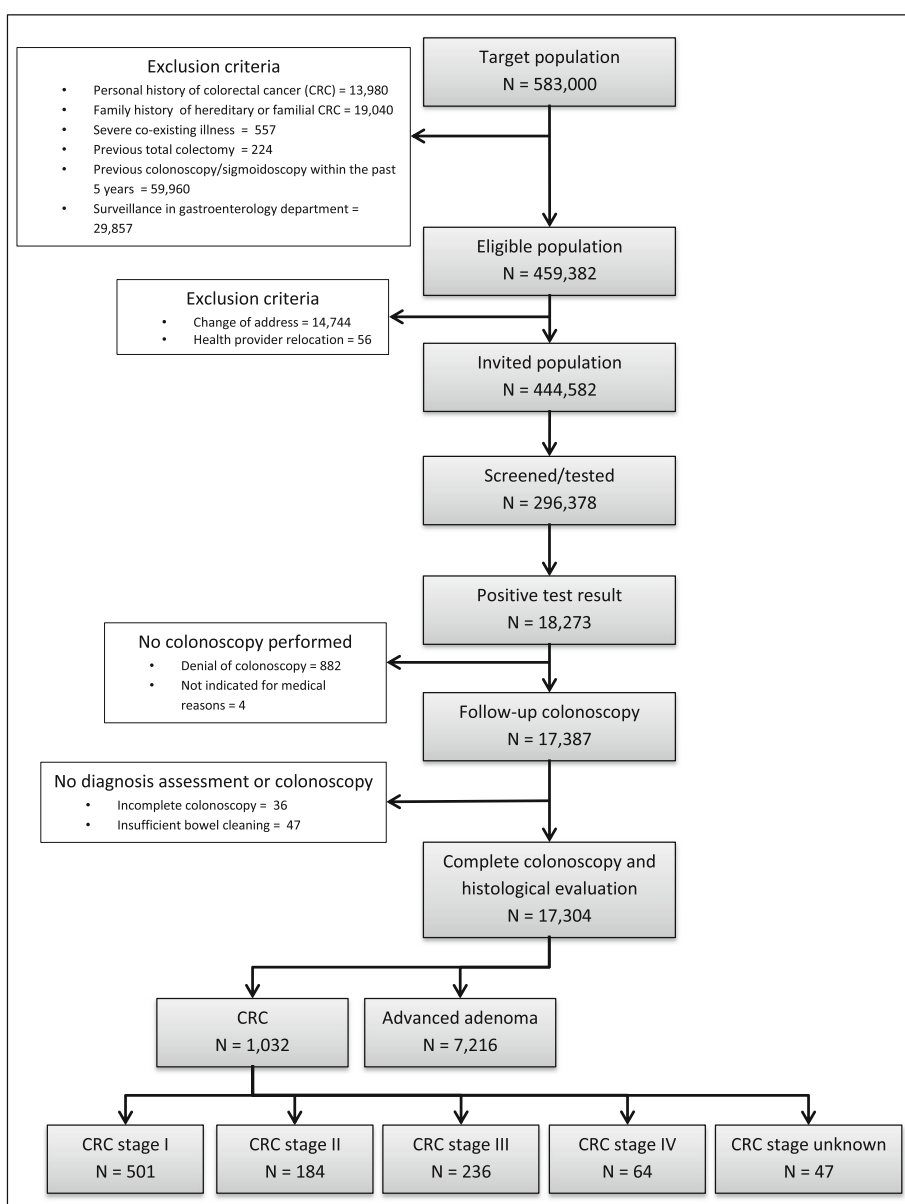 Target population
N = 583,000
Exclusion criteria
• Personal history of colorectal cancer (CRC) = 13,980
• Family history of hereditary or familial CRC = 19,040
• Severe co-existing illness = 557
• Previous total colectomy = 224
• Previous colonoscopy/sigmoidoscopy within the past
5 years = 59,960
• Surveillance in gastroenterology department =
29,857
Eligible population
N = 459,382
Exclusion criteria
• Change of address = 14,744
• Health provider relocation = 56
Invited population
N = 444,582
Screened/tested
N = 296,378
Positive test result
N = 18,273
No colonoscopy performed
• Denial of colonoscopy = 882
• Not indicated for medical
reasons = 4
Follow-up colonoscopy
N = 17,387
No diagnosis assessment or colonoscopy
• Incomplete colonoscopy = 36
• Insufficient bowel cleaning = 47
Complete colonoscopy and
histological evaluation
N = 17,304
CRC
N = 1,032
Advanced adenoma
N = 7,216
CRC stage I
N = 501
CRC stage II
N = 184
CRC stage III
N = 236
CRC stage IV
N = 64
CRC stage unknown
N = 47